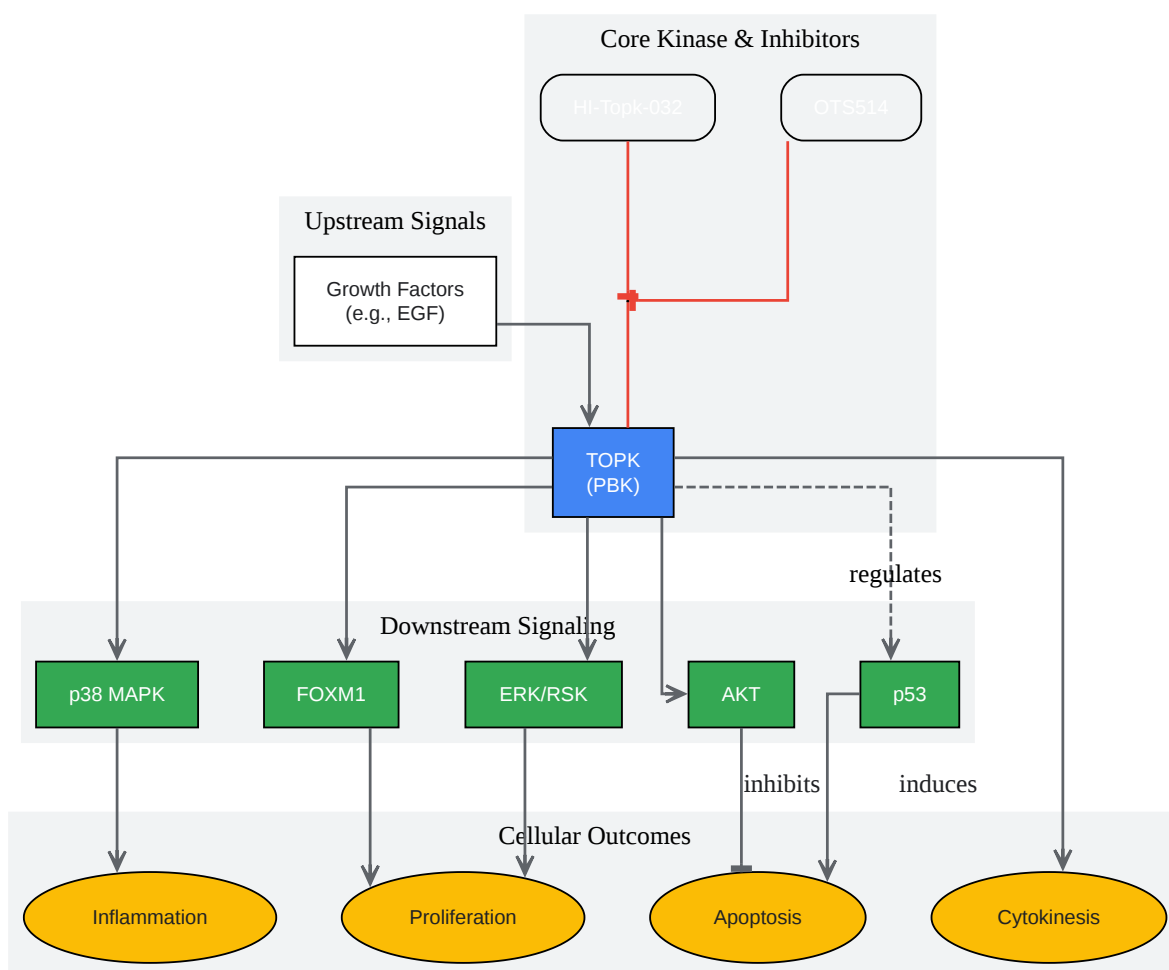 Core Kinase & Inhibitors
HI-Topk-032
OTS514
Upstream Signals
Growth Factors
(e.g., EGF)
TOPK
(PBK)
regulates
Downstream Signaling
p38 MAPK
FOXM1
ERK/RSK
AKT
p53
inhibits
induces
Cellular Outcomes
Inflammation
Proliferation
Apoptosis
Cytokinesis